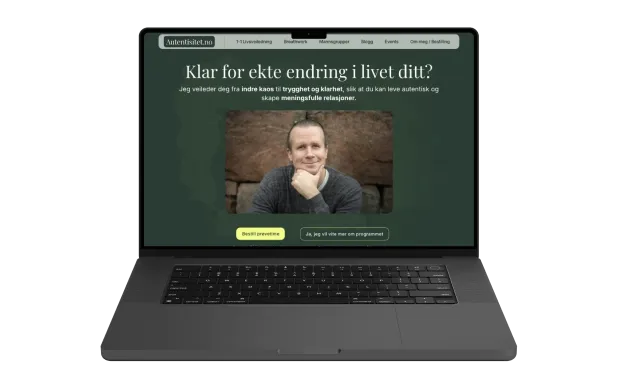 Autentisitet.no
1-1 Livsveiledning Breathwork Mannsgrupper Blogg Events Om meg / Bestilling
Klar for ekte endring i livet ditt?
Jeg veileder deg fra indre kaos til trygghet og klarhet, slik at du kan leve autentisk og
skape meningsfulle relasjoner.
Bestill prøvetime Ja, jeg vil vite mer om programmet